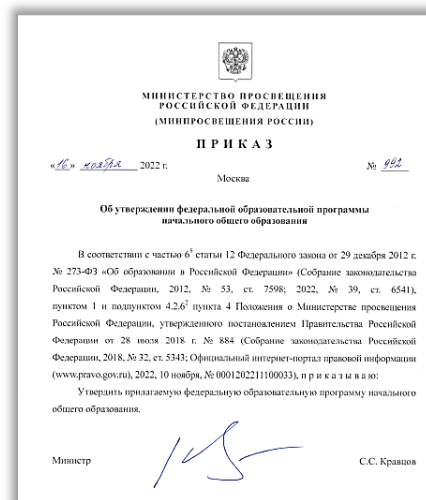 МИНИСТЕРСТВО ПРОСВЕЩЕНИЯ
РОССИЙСКОЙ ФЕДЕРАЦИИ
(МИНПРОСВЕЩЕНИЯ РОССИИ)
ПРИКАЗ
«16» ноября 2022 г. № 992
Москва
Об утверждении федеральной образовательной программы
начального общего образования
В соответствии с частью 6⁵ статьи 12 Федерального закона от 29 декабря 2012 г.
№ 273-ФЗ «Об образовании в Российской Федерации» (Собрание законодательства
Российской Федерации, 2012, № 53, ст. 7598; 2022, № 39, ст. 6541),
пунктом 1 и подпунктом 4.2.6² пункта 4 Положения о Министерстве просвещения
Российской Федерации, утвержденного постановлением Правительства Российской
Федерации от 28 июля 2018 г. № 884 (Собрание законодательства Российской
Федерации, 2018, № 32, ст. 5343; Официальный интернет-портал правовой информации
(www.pravo.gov.ru), 2022, 10 ноября, № 0001202211100033), приказываю:
Утвердить прилагаемую федеральную образовательную программу начального
общего образования.
Министр С.С. Кравцов